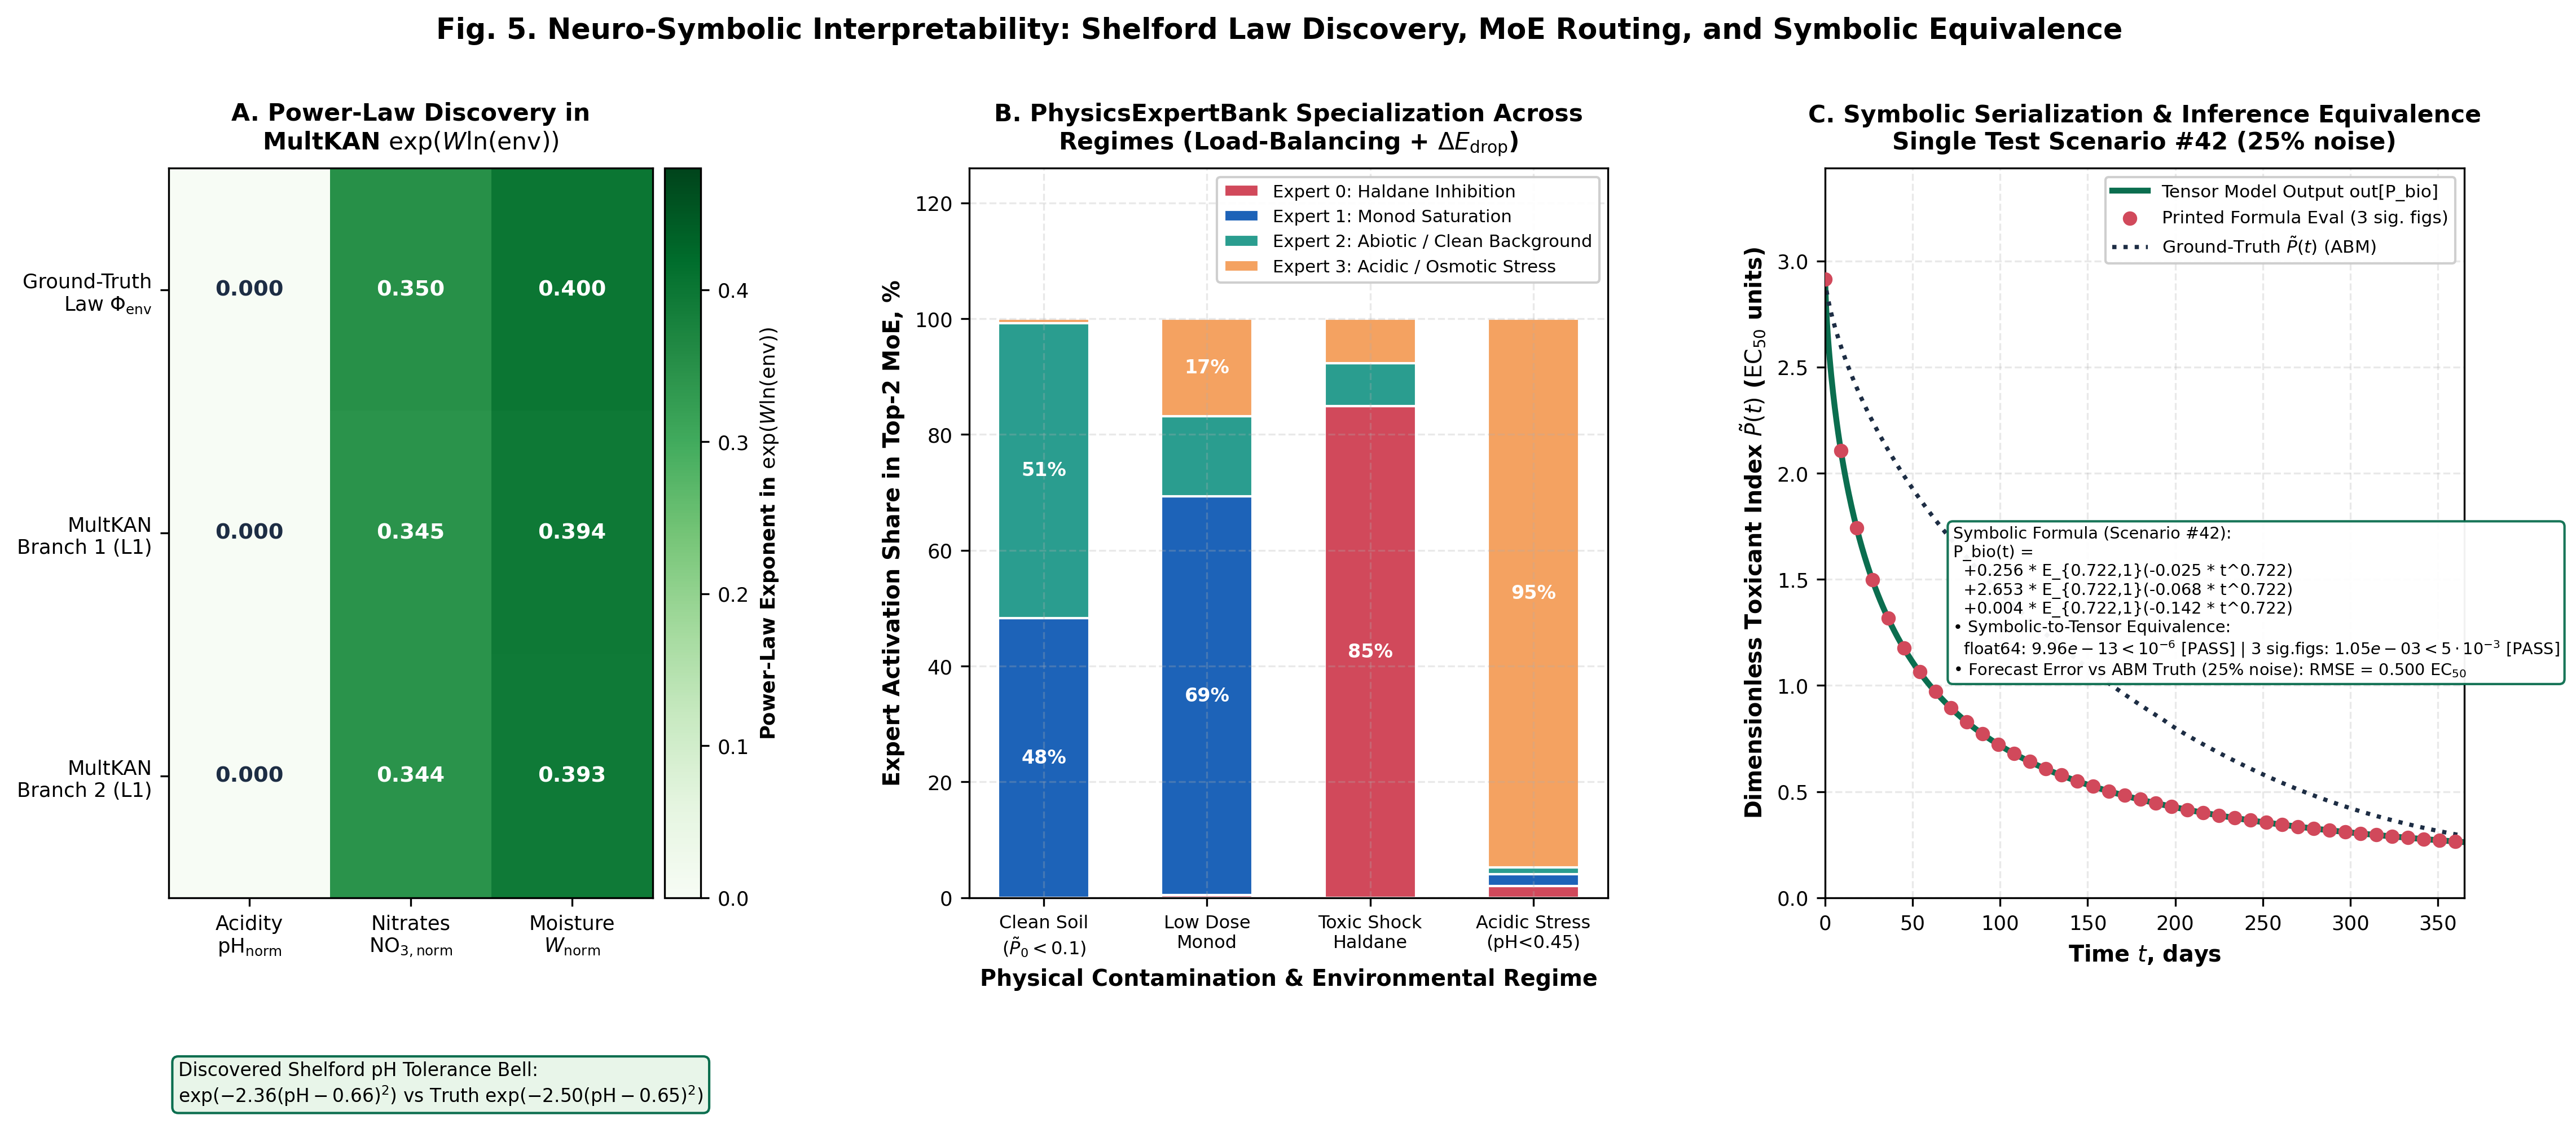 Fig. 5. Neuro-Symbolic Interpretability: Shelford Law Discovery, MoE Routing, and Symbolic Equivalence
A. Power-Law Discovery in
MultKAN exp(Wln(env))
Ground-Truth
Law Φ_env
MultKAN
Branch 1 (L1)
MultKAN
Branch 2 (L1)
0.000 0.350 0.400
0.000 0.345 0.394
0.000 0.344 0.393
Acidity
pH_norm
Nitrates
NO_3, norm
Moisture
W_norm
0.4
0.3
0.2
0.1
0.0
Power-Law Exponent in exp(Wln(env))
Discovered Shelford pH Tolerance Bell:
exp(−2.36(pH − 0.66)²) vs Truth exp(−2.50(pH − 0.65)²)
B. PhysicsExpertBank Specialization Across
Regimes (Load-Balancing + ΔE_drop)
Expert Activation Share in Top-2 MoE, %
120
100
80
60
40
20
0
Expert 0: Haldane Inhibition
Expert 1: Monod Saturation
Expert 2: Abiotic / Clean Background
Expert 3: Acidic / Osmotic Stress
51%
48%
17%
69%
85%
95%
Clean Soil
(P̃₀ < 0.1)
Low Dose
Monod
Toxic Shock
Haldane
Acidic Stress
(pH<0.45)
Physical Contamination & Environmental Regime
C. Symbolic Serialization & Inference Equivalence
Single Test Scenario #42 (25% noise)
Dimensionless Toxicant Index P̃(t) (EC₅₀ units)
3.0
2.5
2.0
1.5
1.0
0.5
0.0
Tensor Model Output out[P_bio]
Printed Formula Eval (3 sig. figs)
Ground-Truth P̃(t) (ABM)
Symbolic Formula (Scenario #42):
P_bio(t) =
+0.256 * E_{0.722,1}(-0.025 * t^0.722)
+2.653 * E_{0.722,1}(-0.068 * t^0.722)
+0.004 * E_{0.722,1}(-0.142 * t^0.722)
• Symbolic-to-Tensor Equivalence:
float64: 9.96e − 13 < 10⁻⁶ [PASS] | 3 sig.figs: 1.05e − 03 < 5 · 10⁻³ [PASS]
• Forecast Error vs ABM Truth (25% noise): RMSE = 0.500 EC₅₀
0 50 100 150 200 250 300 350
Time t, days